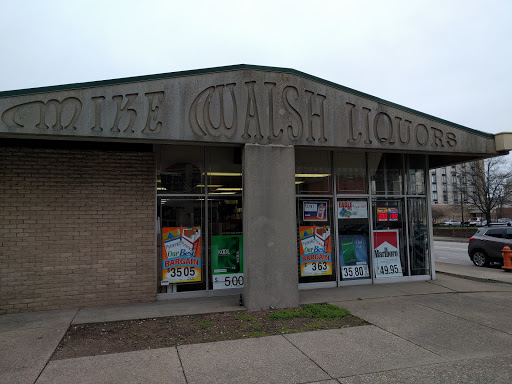 MIKE WALSH LIQUORS
Our Best
BARGAIN
$35.05
KOOL
$5.00
Our Best
BARGAIN
$3.63
EAGLE
$35.80
Marlboro
$49.95